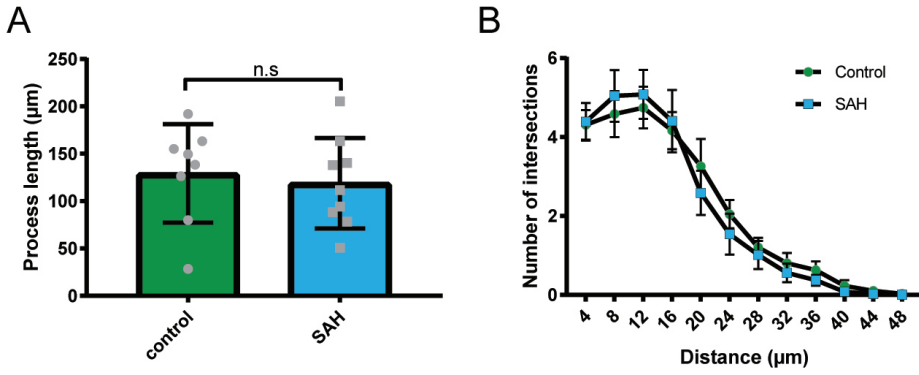 A
Process length (µm)
250
200
150
100
50
0
n.s
control
SAH
B
Number of intersections
6
4
2
0
Control
SAH
4
8
12
16
20
24
28
32
36
40
44
48
Distance (µm)